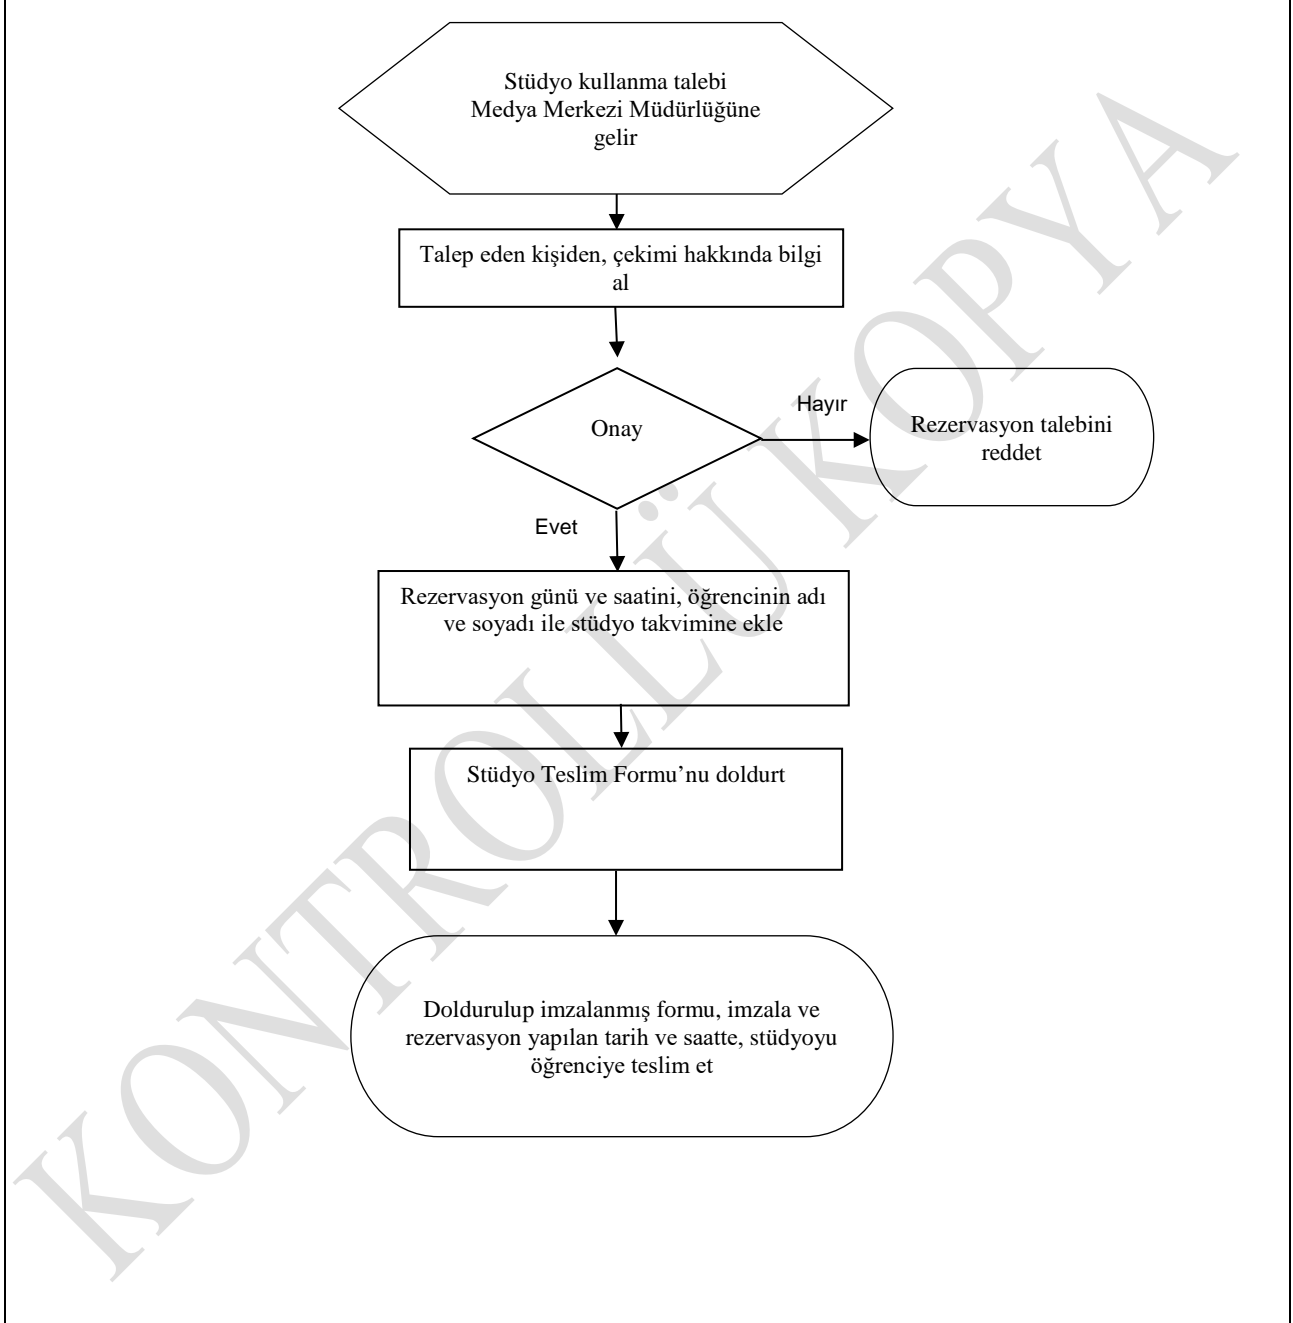 Stüdyo kullanma talebi
Medya Merkezi Müdürlüğüne
gelir
Talep eden kişiden, çekimi hakkında bilgi
al
Onay
Hayır
Rezervasyon talebini
reddet
Evet
Rezervasyon günü ve saatini, öğrencinin adı
ve soyadı ile stüdyo takvimine ekle
Stüdyo Teslim Formu’nu doldurt
Doldurulup imzalanmış formu, imzala ve
rezervasyon yapılan tarih ve saatte, stüdyoyu
öğrenciye teslim et
KONTROLLÜ KOPYA